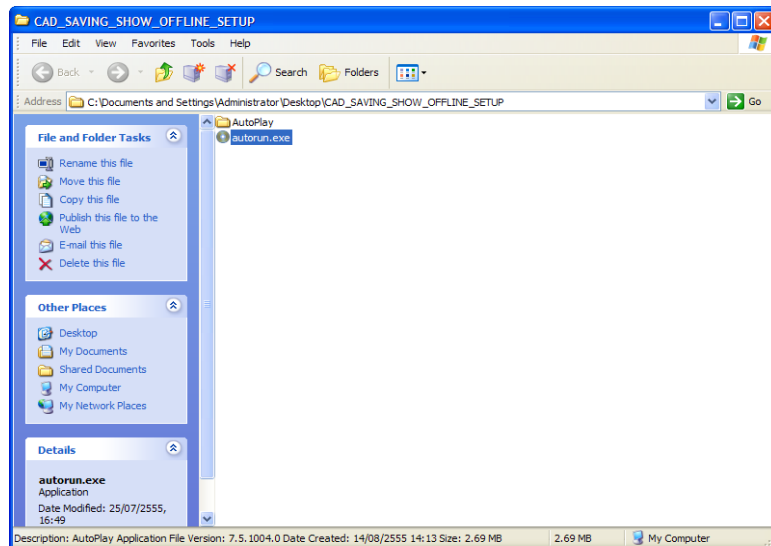 CAD_SAVING_SHOW_OFFLINE_SETUP
File Edit View Favorites Tools Help
Back Search Folders
Address C:\Documents and Settings\Administrator\Desktop\CAD_SAVING_SHOW_OFFLINE_SETUP Go
File and Folder Tasks
Rename this file
Move this file
Copy this file
Publish this file to the
Web
E-mail this file
Delete this file
Other Places
Desktop
My Documents
Shared Documents
My Computer
My Network Places
Details
autorun.exe
Application
Date Modified: 25/07/2555,
16:49
AutoPlay
autorun.exe
Description: AutoPlay Application File Version: 7.5.1004.0 Date Created: 14/08/2555 14:13 Size: 2.69 MB 2.69 MB My Computer